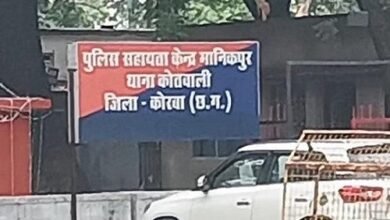 पुलिस सहायता केन्द्र मानिकपुर
थाना कोतवाली
जिला - कोरबा (छ.ग.)